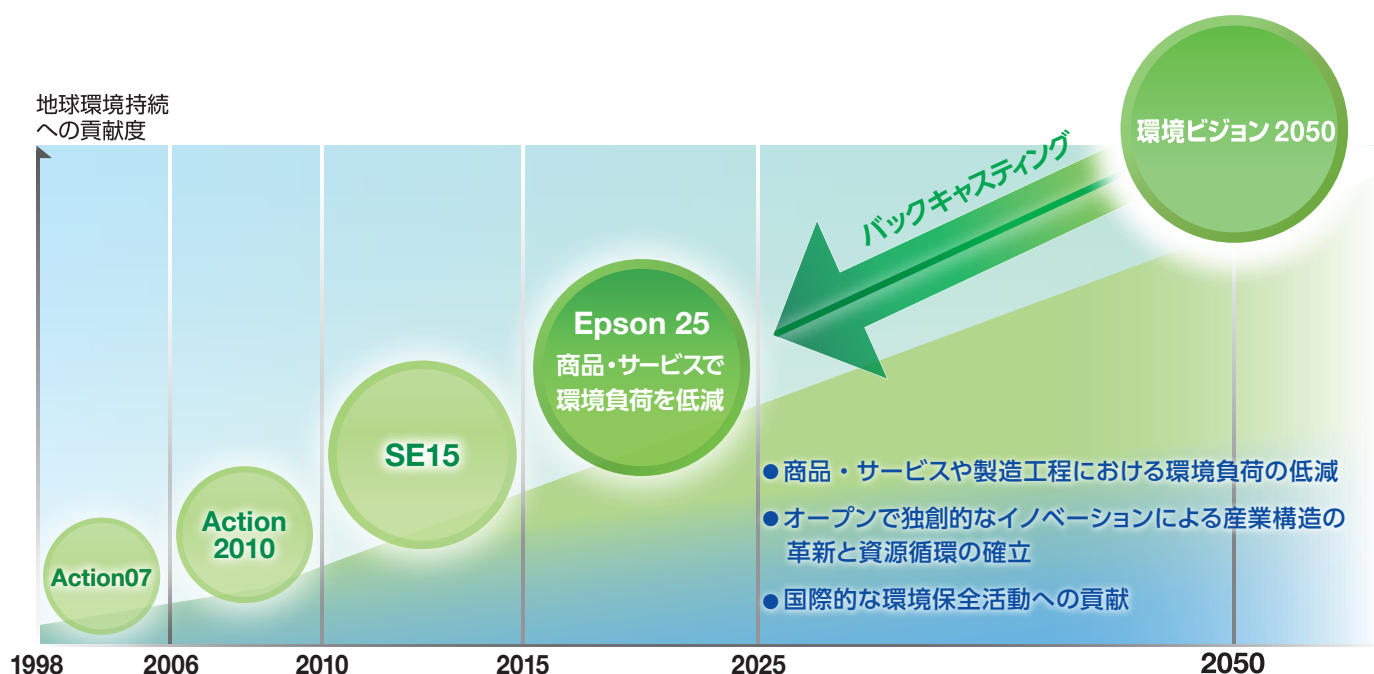 地球環境持続
への貢献度
環境ビジョン2050
バックキャスティング
Epson 25
商品・サービスで
環境負荷を低減
SE15
Action
2010
Action07
●商品・サービスや製造工程における環境負荷の低減
●オープンで独創的なイノベーションによる産業構造の
革新と資源循環の確立
●国際的な環境保全活動への貢献
1998 2006 2010 2015 2025 2050